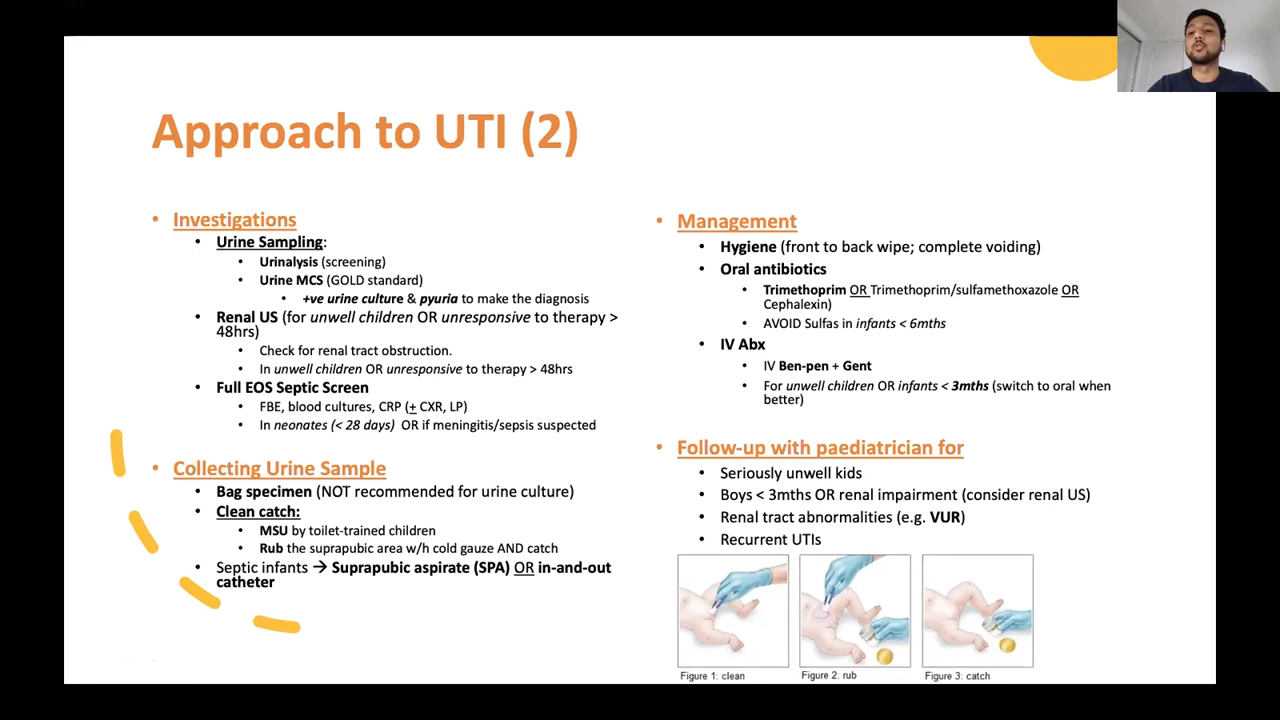 Approach to UTI (2)
• Investigations
• Urine Sampling:
• Urinalysis (screening)
• Urine MCS (GOLD standard)
• +ve urine culture & pyuria to make the diagnosis
• Renal US (for unwell children OR unresponsive to therapy >
48hrs)
• Check for renal tract obstruction.
• In unwell children OR unresponsive to therapy > 48hrs
• Full EOS Septic Screen
• FBE, blood cultures, CRP (+ CXR, LP)
• In neonates (< 28 days) OR if meningitis/sepsis suspected
• Collecting Urine Sample
• Bag specimen (NOT recommended for urine culture)
• Clean catch:
• MSU by toilet-trained children
• Rub the suprapubic area w/h cold gauze AND catch
• Septic infants → Suprapubic aspirate (SPA) OR in-and-out
catheter
• Management
• Hygiene (front to back wipe; complete voiding)
• Oral antibiotics
• Trimethoprim OR Trimethoprim/sulfamethoxazole OR
Cephalexin)
• AVOID Sulfas in infants < 6mths
• IV Abx
• IV Ben-pen + Gent
• For unwell children OR infants < 3mths (switch to oral when
better)
• Follow-up with paediatrician for
• Seriously unwell kids
• Boys < 3mths OR renal impairment (consider renal US)
• Renal tract abnormalities (e.g. VUR)
• Recurrent UTIs
Figure 1: clean
Figure 2: rub
Figure 3: catch